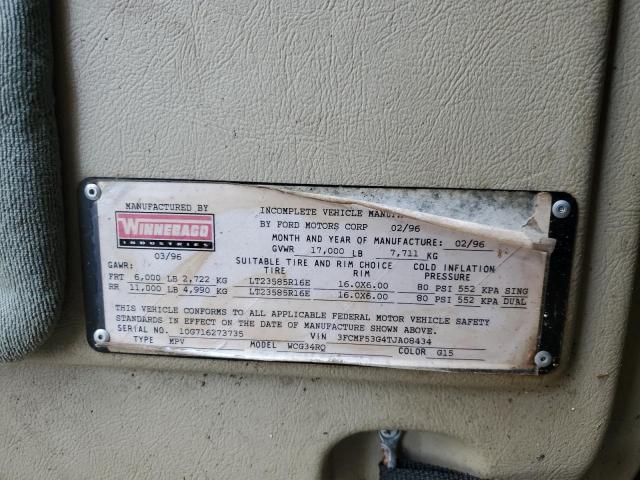 MANUFACTURED BY
WINNEBAGO
INDUSTRIES
03/96
INCOMPLETE VEHICLE
BY FORD MOTORS CORP 02/96
MONTH AND YEAR OF MANUFACTURE: 02/96
GVWR 17,000 LB 7,711 KG
GAWR:
SUITABLE TIRE AND RIM CHOICE
TIRE RIM
COLD INFLATION
PRESSURE
FRT 6,000 LB 2,722 KG LT23585R16E 16.0X6.00 80 PSI 552 KPA SING
RR 11,000 LB 4,990 KG LT23585R16E 16.0X6.00 80 PSI 552 KPA DUAL
THIS VEHICLE CONFORMS TO ALL APPLICABLE FEDERAL MOTOR VEHICLE SAFETY
STANDARDS IN EFFECT ON THE DATE OF MANUFACTURE SHOWN ABOVE.
SERIAL NO. 10G716273735 VIN 3FCMF53G4TJA08434
TYPE MPV MODEL WCG34RQ COLOR G15